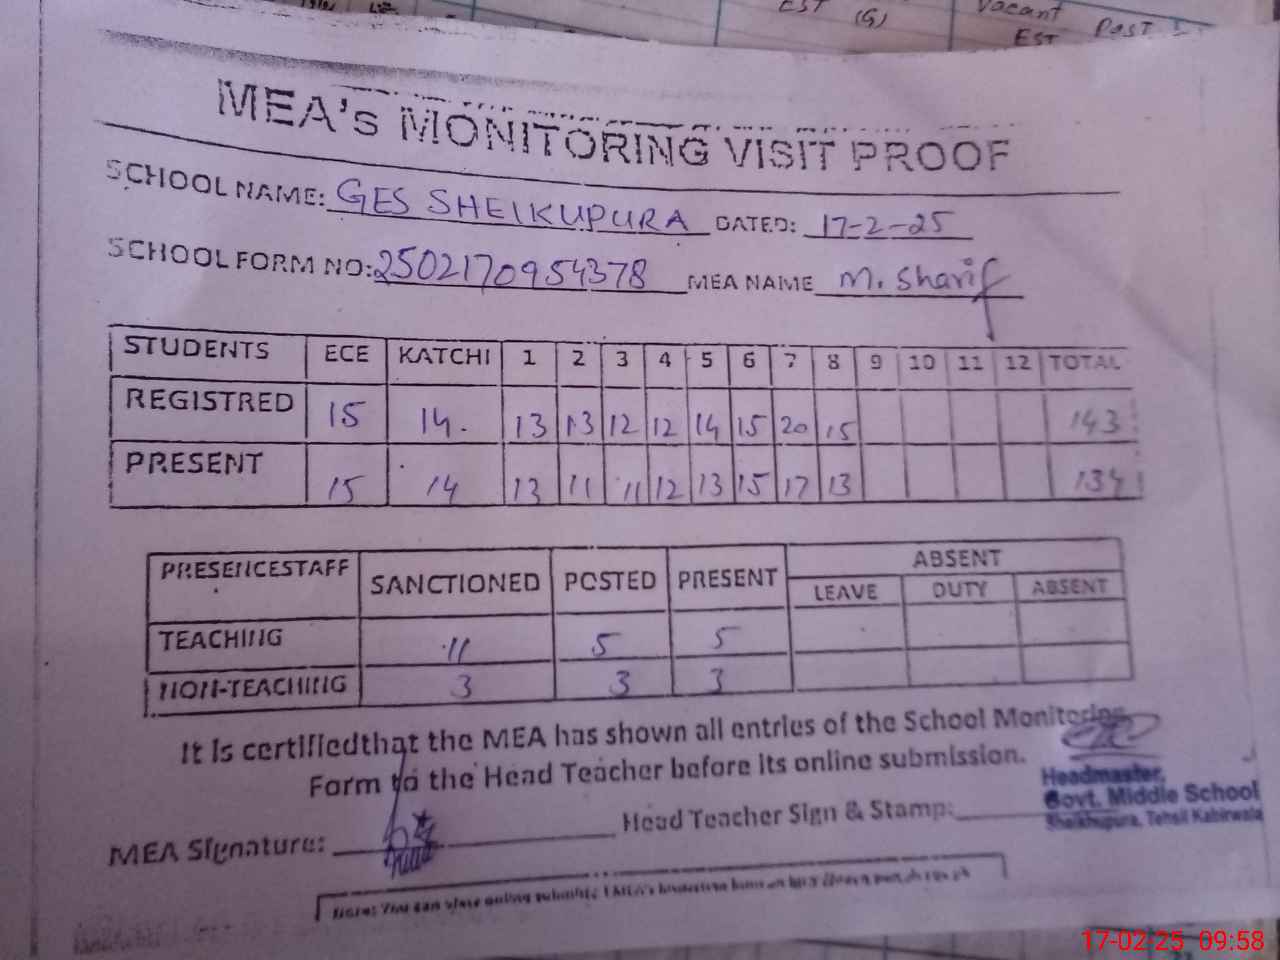 EST (G)
Vacant Post
EST
MEA's MONITORING VISIT PROOF
SCHOOL NAME: GES SHEIKUPURA DATED: 17-2-25
SCHOOL FORM NO: 2502170954378 MEA NAME M. Sharif
STUDENTS ECE KATCHI 1 2 3 4 5 6 7 8 9 10 11 12 TOTAL
REGISTRED 15 14. 13 13 12 12 14 15 20 15 143
PRESENT 15 14 13 11 11 12 13 15 17 13 134
PRESENCESTAFF SANCTIONED POSTED PRESENT ABSENT
LEAVE DUTY ABSENT
TEACHING 11 5 5
NON-TEACHING 3 3 3
It is certifiedthat the MEA has shown all entries of the School Monitoring
Form to the Head Teacher before its online submission.
Headmaster,
Govt. Middle School
Sheikhupura, Tehsil Kabirwala
MEA Signature: Head Teacher Sign & Stamp:
Note: You can view online
17-02-25 09:58